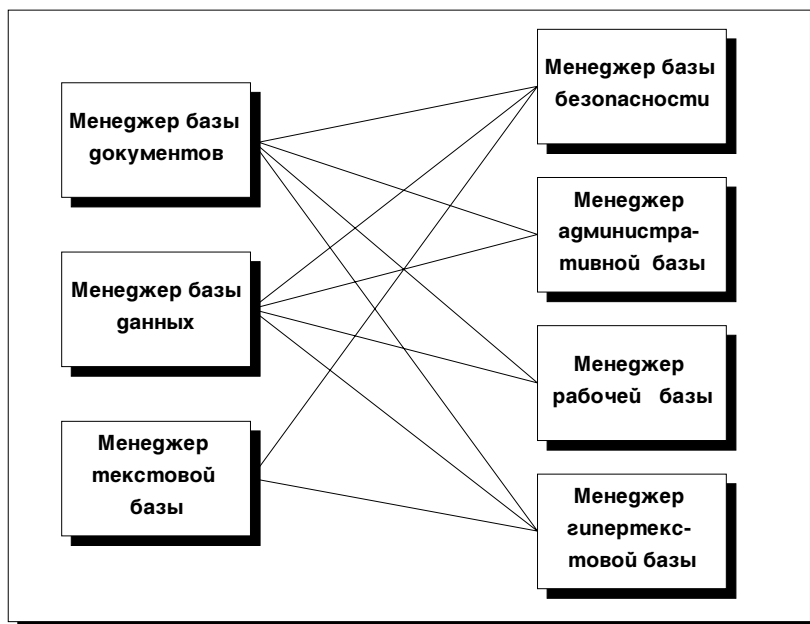 Менеджер базы
документов
Менеджер базы
данных
Менеджер
текстовой
базы
Менеджер базы
безопасности
Менеджер
администра-
тивной базы
Менеджер
рабочей базы
Менеджер
гипертекс-
товой базы